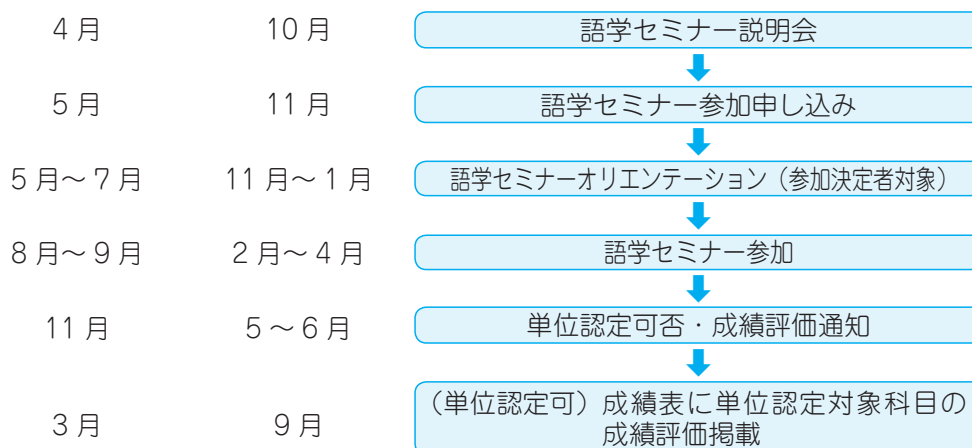 4月 10月 語学セミナー説明会
5月 11月 語学セミナー参加申し込み
5月～7月 11月～1月 語学セミナーオリエンテーション（参加決定者対象）
8月～9月 2月～4月 語学セミナー参加
11月 5～6月 単位認定可否・成績評価通知
3月 9月 （単位認定可）成績表に単位認定対象科目の
成績評価掲載